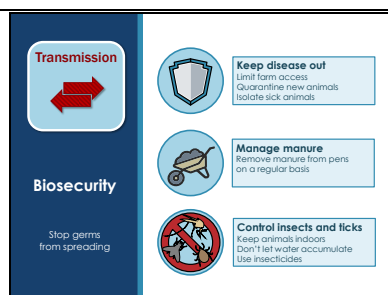 Transmission
Biosecurity
Stop germs
from spreading
Keep disease out
Limit farm access
Quarantine new animals
Isolate sick animals
Manage manure
Remove manure from pens
on a regular basis
Control insects and ticks
Keep animals indoors
Don't let water accumulate
Use insecticides